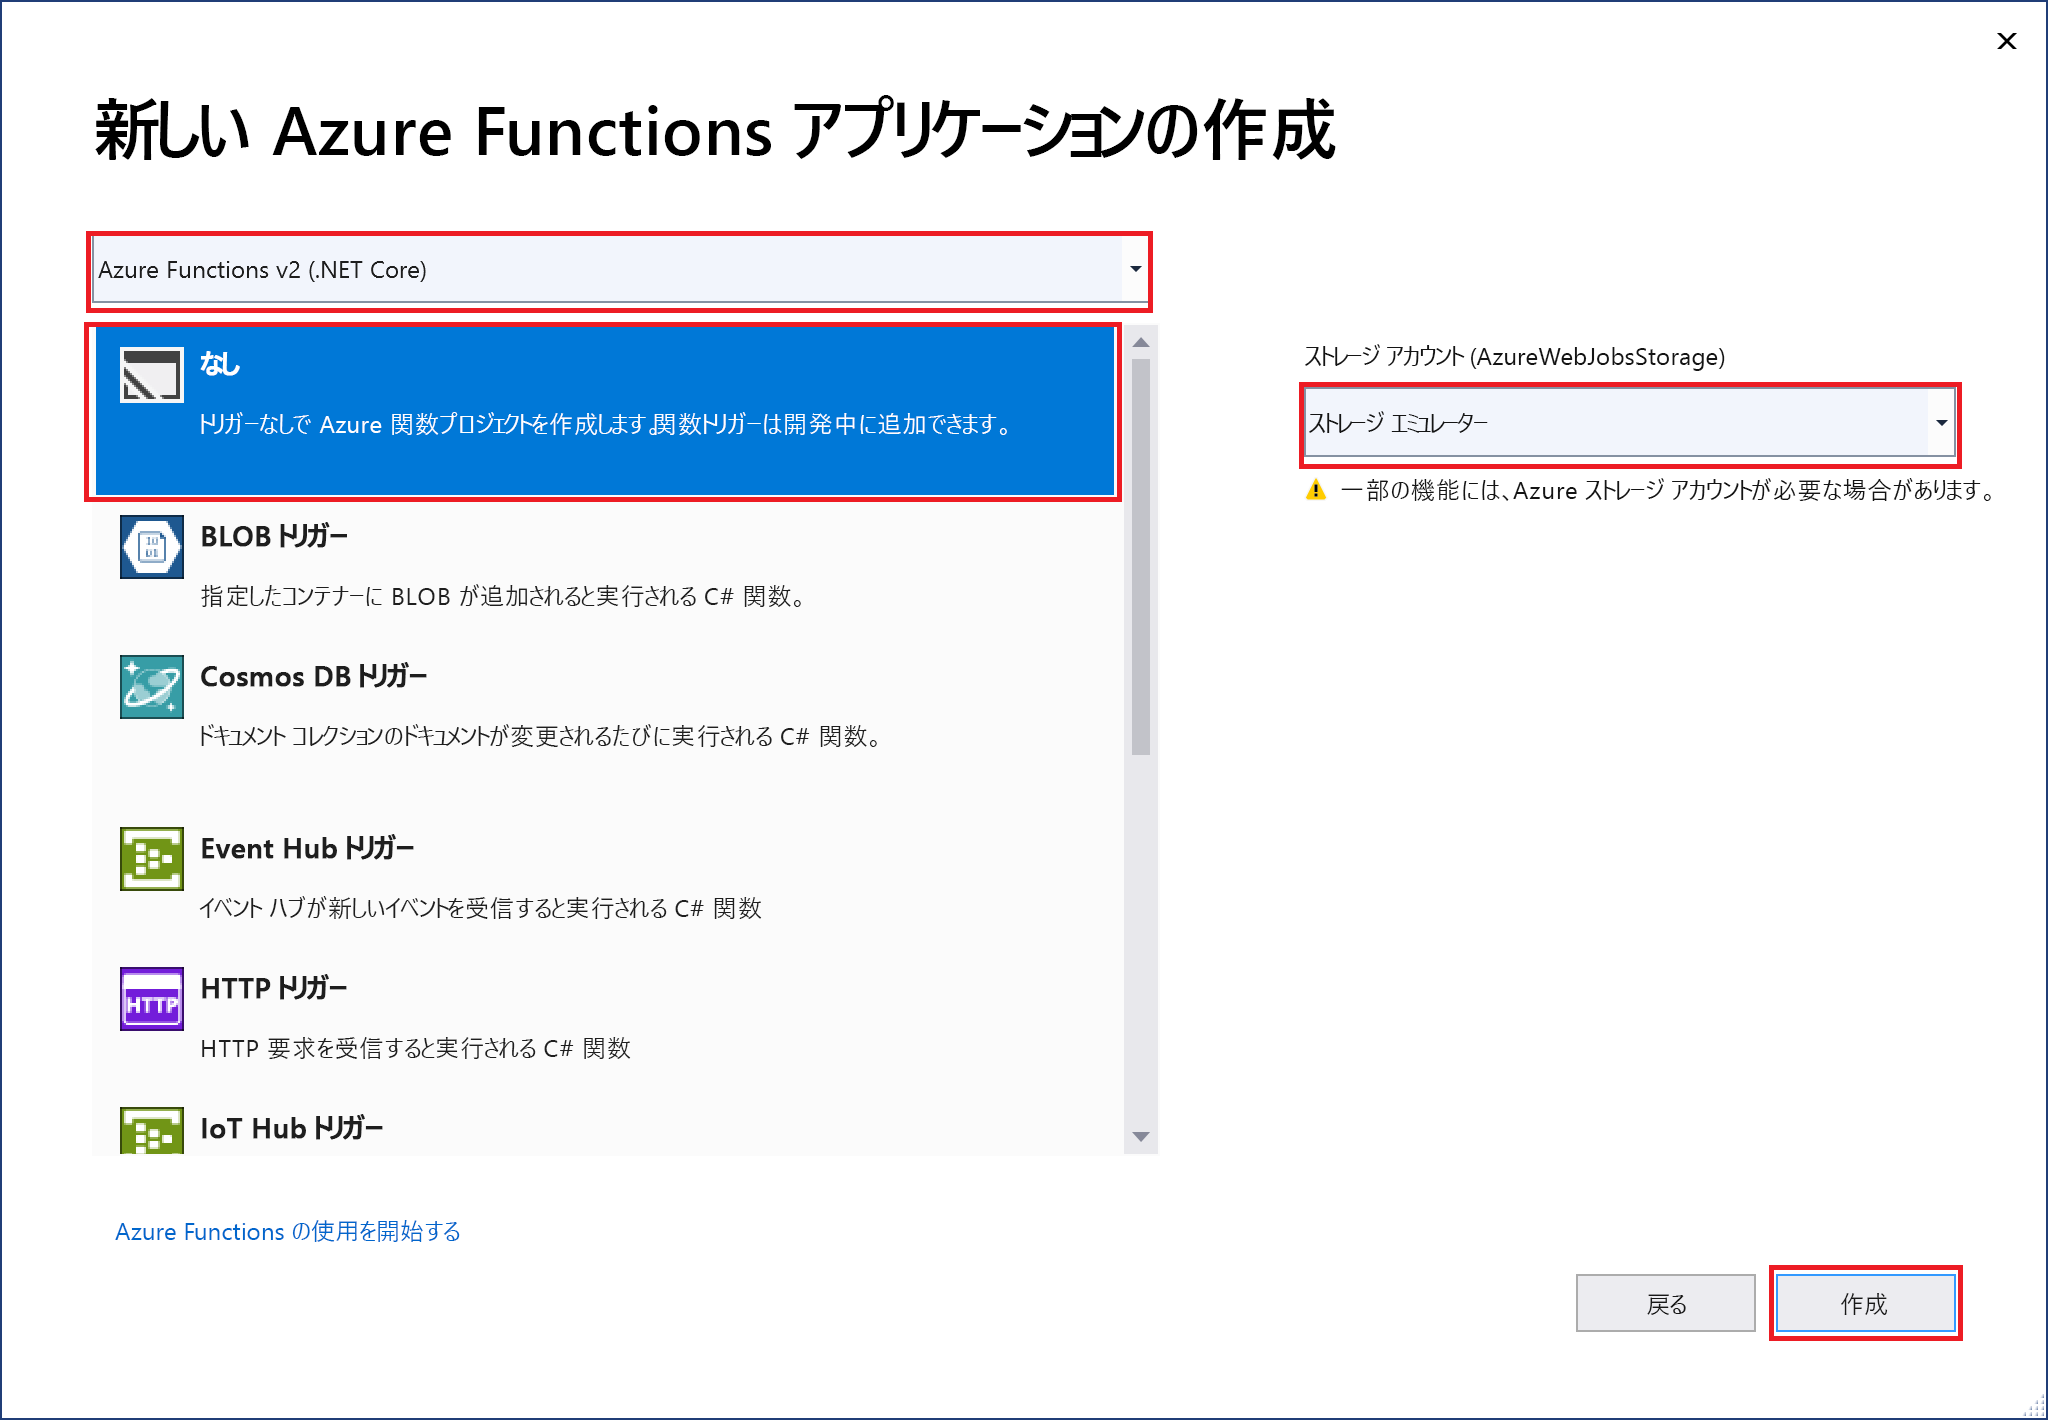 新しい Azure Functions アプリケーションの作成
Azure Functions v2 (.NET Core)
なし
トリガーなしで Azure 関数プロジェクトを作成します。関数トリガーは開発中に追加できます。
BLOB トリガー
指定したコンテナーに BLOB が追加されると実行される C# 関数。
Cosmos DB トリガー
ドキュメント コレクションのドキュメントが変更されるたびに実行される C# 関数。
Event Hub トリガー
イベント ハブが新しいイベントを受信すると実行される C# 関数
HTTP
HTTP トリガー
HTTP 要求を受信すると実行される C# 関数
IoT Hub トリガー
ストレージ アカウント (AzureWebJobsStorage)
ストレージ エミュレーター
一部の機能には、Azure ストレージ アカウントが必要な場合があります。
Azure Functions の使用を開始する
戻る
作成